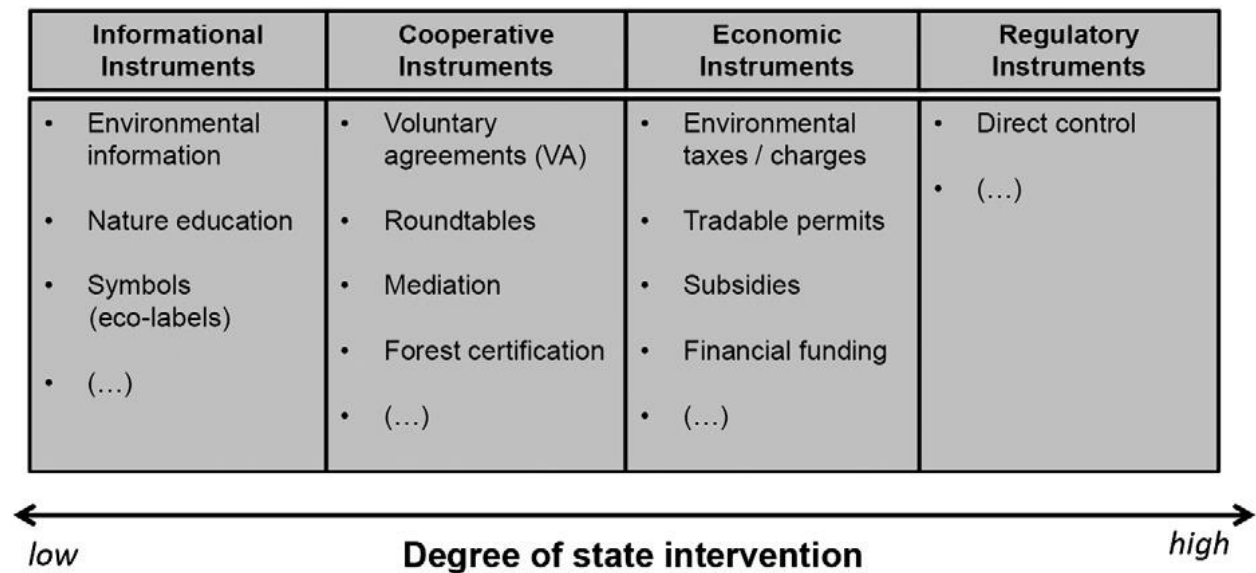 Informational
Instruments
Cooperative
Instruments
Economic
Instruments
Regulatory
Instruments
• Environmental
information
• Nature education
• Symbols
(eco-labels)
• (…)
• Voluntary
agreements (VA)
• Roundtables
• Mediation
• Forest certification
• (…)
• Environmental
taxes / charges
• Tradable permits
• Subsidies
• Financial funding
• (…)
• Direct control
• (…)
low
Degree of state intervention
high